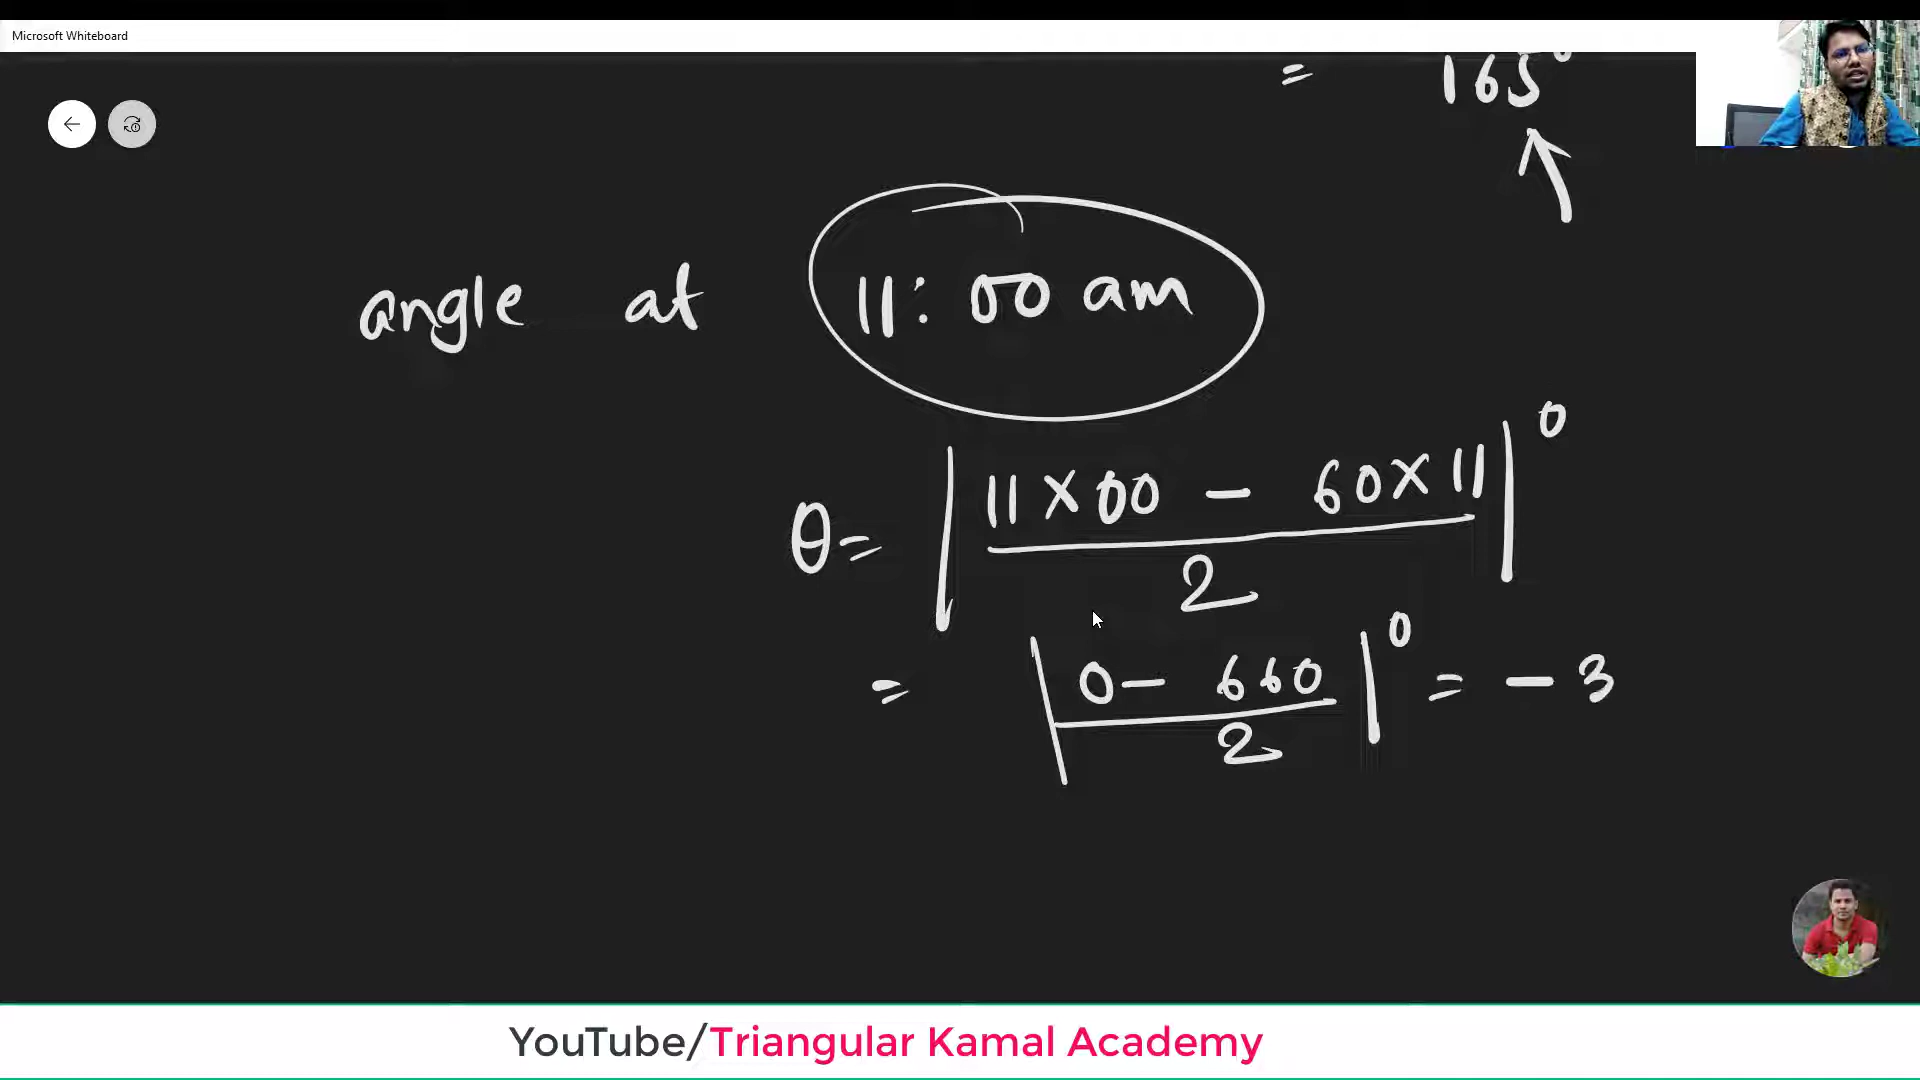 Microsoft Whiteboard
= 165°
angle at 11:00 am
θ = | 11 × 00 − 60 × 11 / 2 |°
= | 0 − 660 / 2 |° = − 3
YouTube/Triangular Kamal Academy